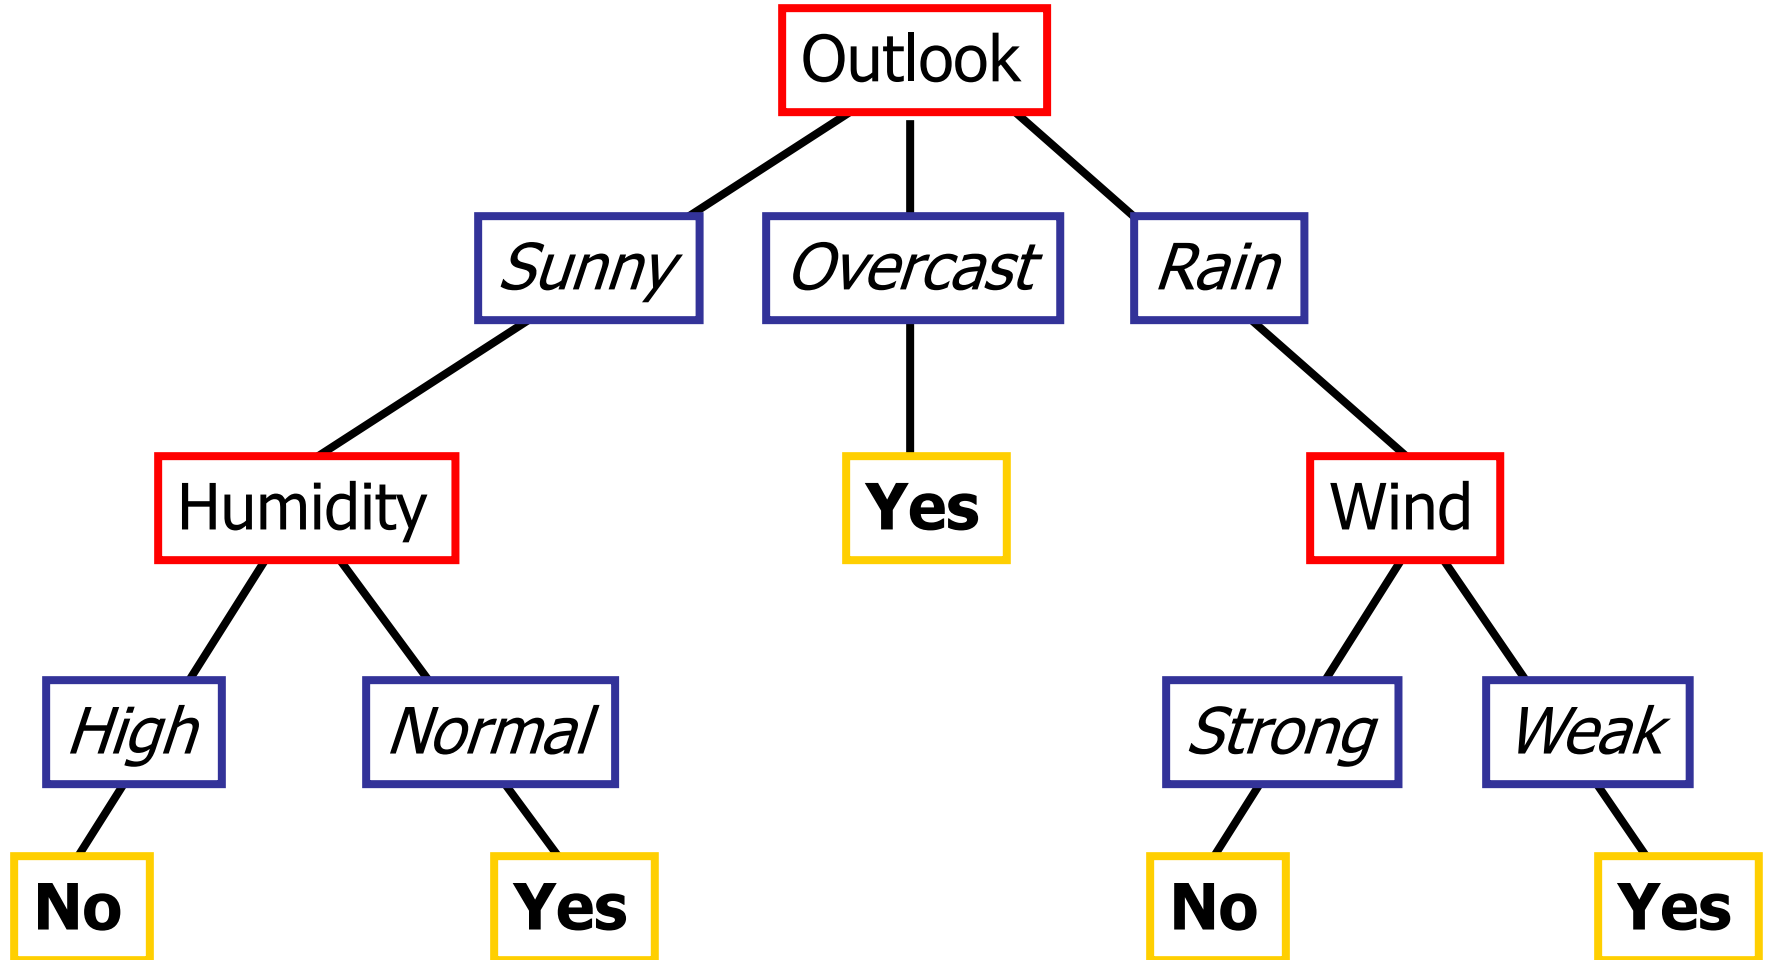 Outlook
Sunny
Overcast
Rain
Humidity
Yes
Wind
High
Normal
Strong
Weak
No
Yes
No
Yes